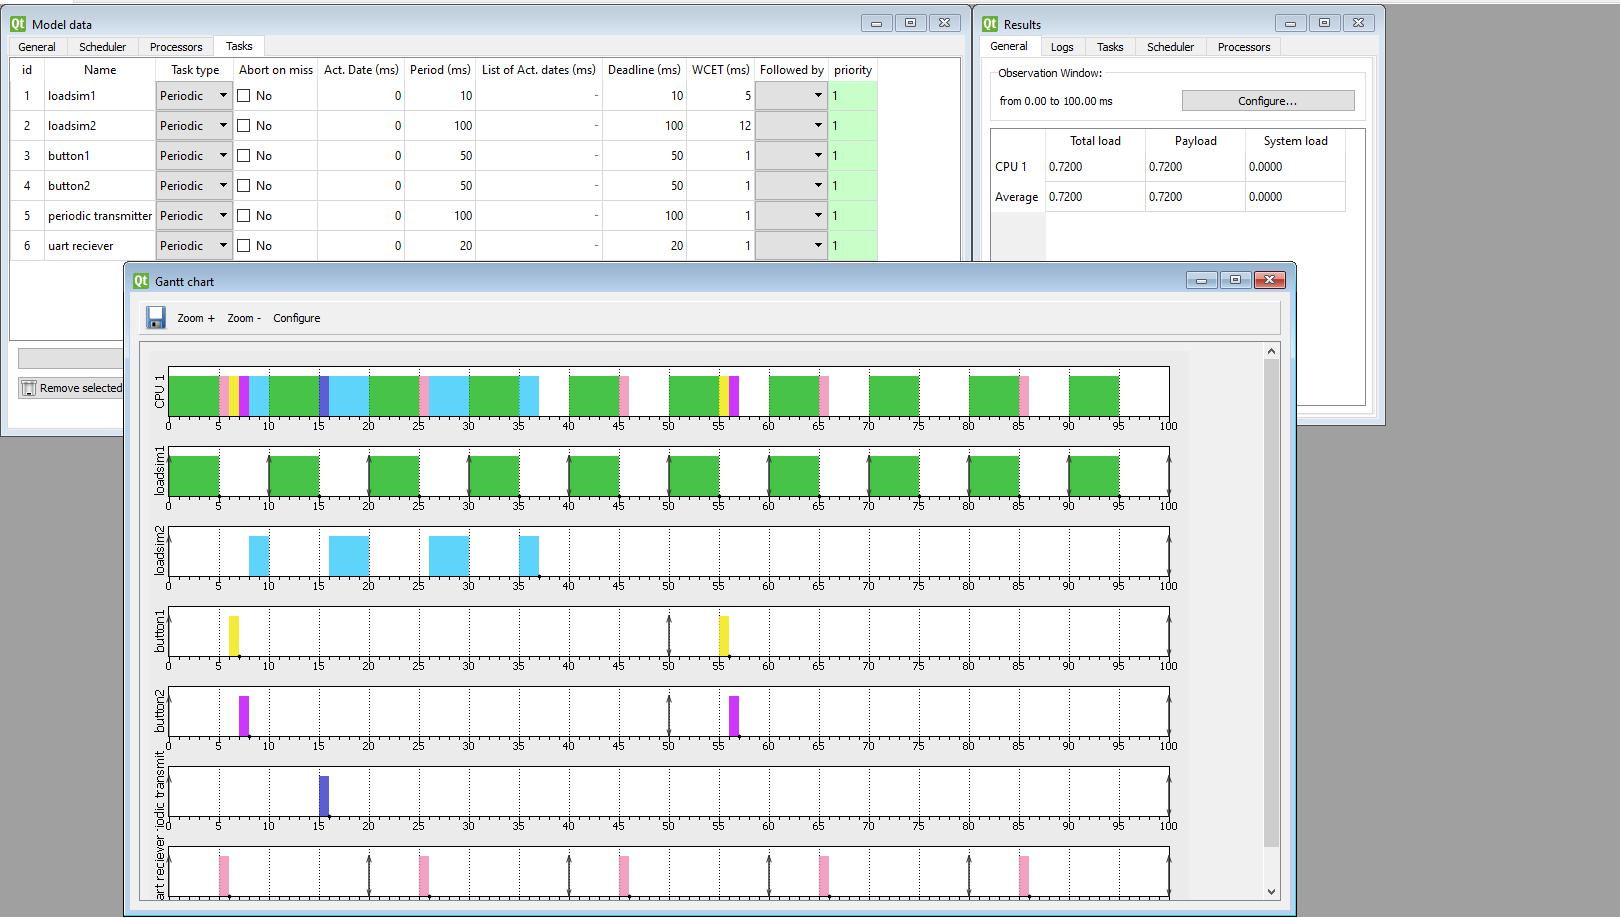 Qt Model data
General Scheduler Processors Tasks
id Name Task type Abort on miss Act. Date (ms) Period (ms) List of Act. dates (ms) Deadline (ms) WCET (ms) Followed by priority
1 loadsim1 Periodic No 0 10 - 10 5 1
2 loadsim2 Periodic No 0 100 - 100 12 1
3 button1 Periodic No 0 50 - 50 1 1
4 button2 Periodic No 0 50 - 50 1 1
5 periodic transmitter Periodic No 0 100 - 100 1 1
6 uart reciever Periodic No 0 20 - 20 1 1
Remove selected
Qt Results
General Logs Tasks Scheduler Processors
Observation Window:
from 0.00 to 100.00 ms Configure...
Total load Payload System load
CPU 1 0.7200 0.7200 0.0000
Average 0.7200 0.7200 0.0000
Qt Gantt chart
Zoom + Zoom - Configure
CPU 1
0 5 10 15 20 25 30 35 40 45 50 55 60 65 70 75 80 85 90 95 100
loadsim1
0 5 10 15 20 25 30 35 40 45 50 55 60 65 70 75 80 85 90 95 100
loadsim2
0 5 10 15 20 25 30 35 40 45 50 55 60 65 70 75 80 85 90 95 100
button1
0 5 10 15 20 25 30 35 40 45 50 55 60 65 70 75 80 85 90 95 100
button2
0 5 10 15 20 25 30 35 40 45 50 55 60 65 70 75 80 85 90 95 100
iodic transmit
0 5 10 15 20 25 30 35 40 45 50 55 60 65 70 75 80 85 90 95 100
art reciever